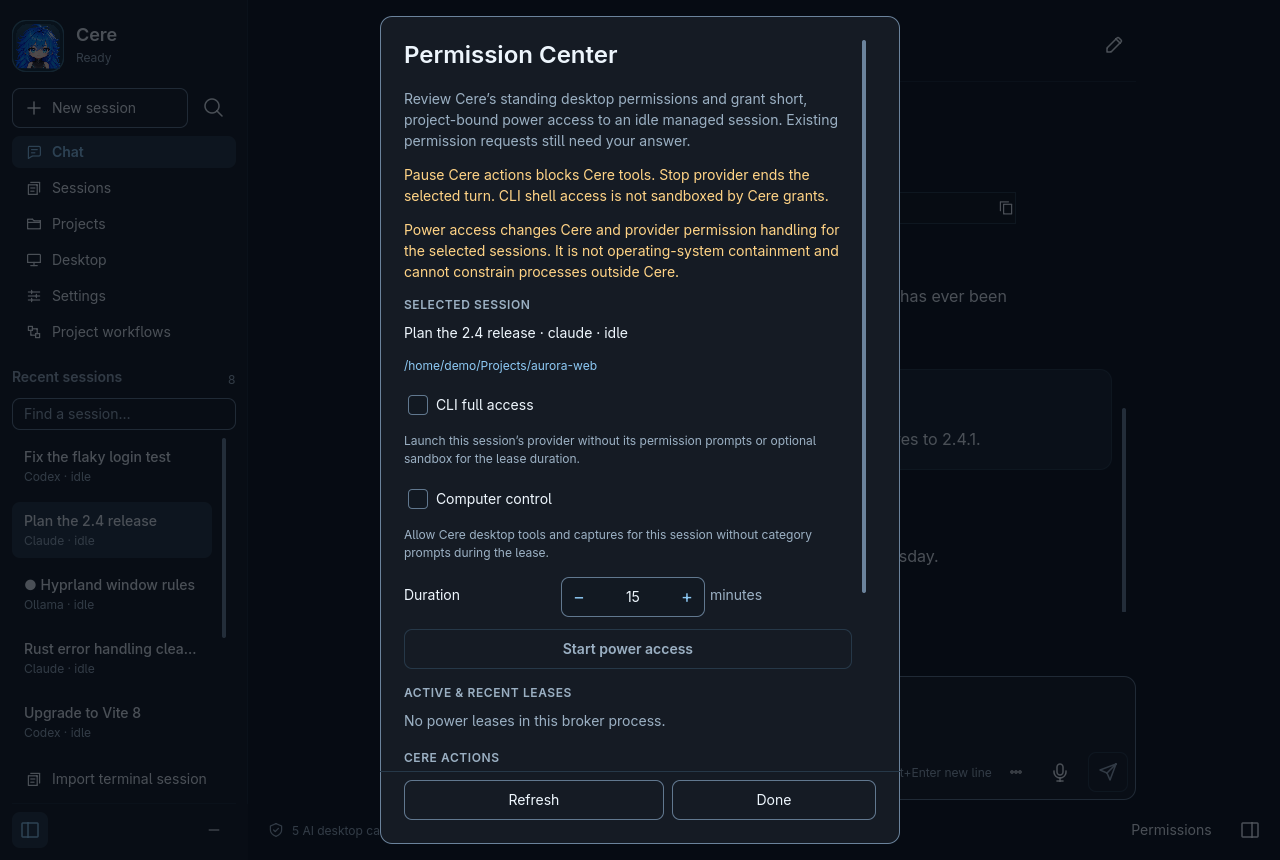 Cere
Ready
New session
Chat
Sessions
Projects
Desktop
Settings
Project workflows
Recent sessions
8
Find a session...
Fix the flaky login test
Codex · idle
Plan the 2.4 release
Claude · idle
Hyprland window rules
Ollama · idle
Rust error handling clea...
Claude · idle
Upgrade to Vite 8
Codex · idle
Import terminal session
Permission Center
Review Cere’s standing desktop permissions and grant short,
project-bound power access to an idle managed session. Existing
permission requests still need your answer.
Pause Cere actions blocks Cere tools. Stop provider ends the
selected turn. CLI shell access is not sandboxed by Cere grants.
Power access changes Cere and provider permission handling for
the selected sessions. It is not operating-system containment and
cannot constrain processes outside Cere.
SELECTED SESSION
Plan the 2.4 release · claude · idle
/home/demo/Projects/aurora-web
CLI full access
Launch this session’s provider without its permission prompts or optional
sandbox for the lease duration.
Computer control
Allow Cere desktop tools and captures for this session without category
prompts during the lease.
Duration − 15 + minutes
Start power access
ACTIVE & RECENT LEASES
No power leases in this broker process.
CERE ACTIONS
Refresh
Done
has ever been
es to 2.4.1.
sday.
t+Enter new line
5 AI desktop ca
Permissions